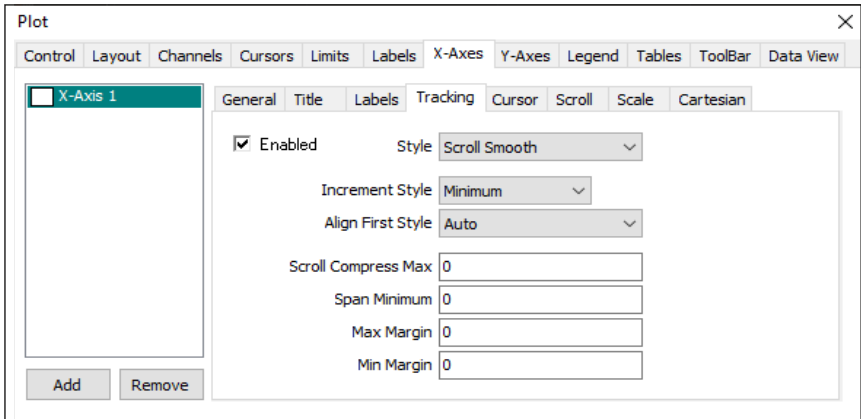 Plot
Control Layout Channels Cursors Limits Labels X-Axes Y-Axes Legend Tables ToolBar Data View
X-Axis 1
General Title Labels Tracking Cursor Scroll Scale Cartesian
Enabled Style Scroll Smooth
Increment Style Minimum
Align First Style Auto
Scroll Compress Max 0
Span Minimum 0
Max Margin 0
Min Margin 0
Add Remove